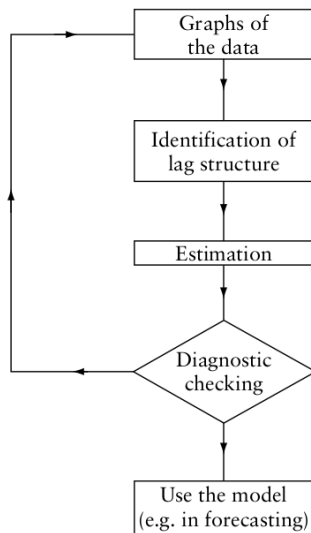 Graphs of
the data
Identification of
lag structure
Estimation
Diagnostic
checking
Use the model
(e.g. in forecasting)